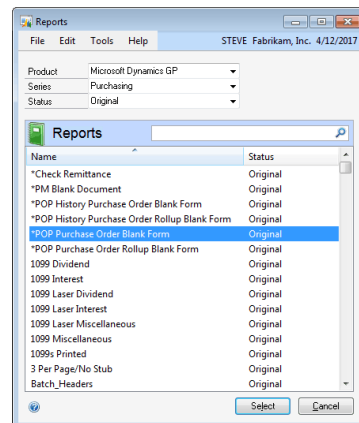 Reports
File Edit Tools Help STEVE Fabrikam, Inc. 4/12/2017
Product Microsoft Dynamics GP
Series Purchasing
Status Original
Reports
Name Status
*Check Remittance Original
*PM Blank Document Original
*POP History Purchase Order Blank Form Original
*POP History Purchase Order Rollup Blank Form Original
*POP Purchase Order Blank Form Original
*POP Purchase Order Rollup Blank Form Original
1099 Dividend Original
1099 Interest Original
1099 Laser Dividend Original
1099 Laser Interest Original
1099 Laser Miscellaneous Original
1099 Miscellaneous Original
1099s Printed Original
3 Per Page/No Stub Original
Batch_Headers Original
Select Cancel